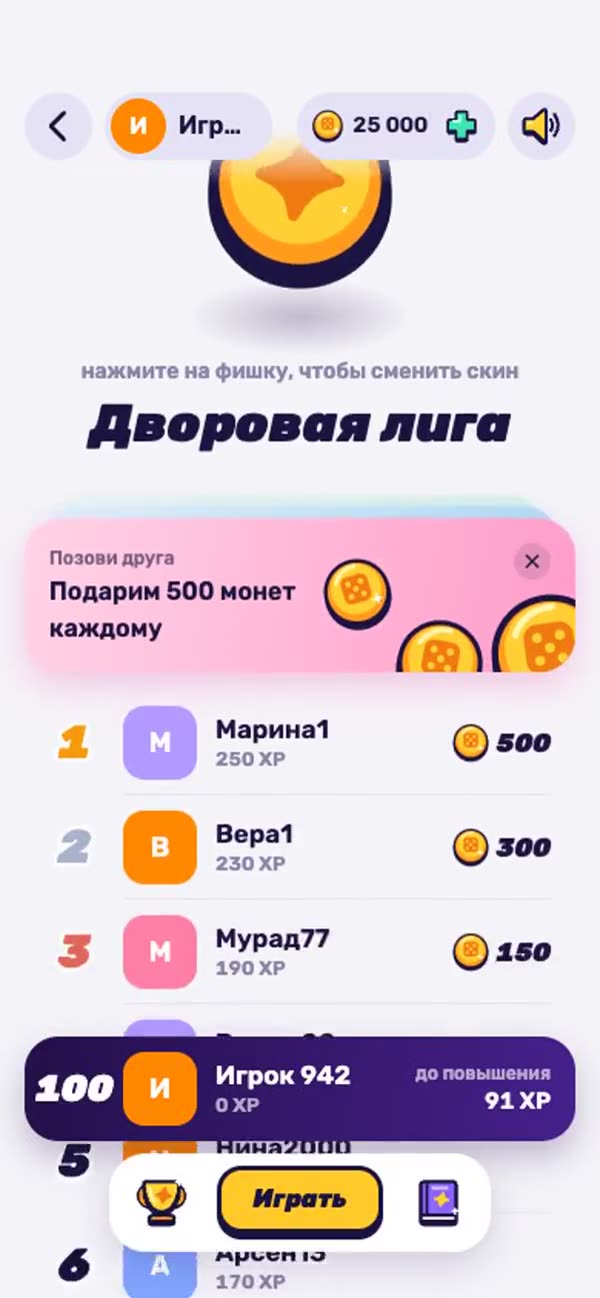 И Игр...
25 000
нажмите на фишку, чтобы сменить скин
Дворовая лига
Позови друга
Подарим 500 монет
каждому
1 М Марина1 500
250 XP
2 В Вера1 300
230 XP
3 М Мурад77 150
190 XP
100 И Игрок 942 до повышения
0 XP 91 XP
5 Нина2000
Играть
6 А Арсен13
170 XP